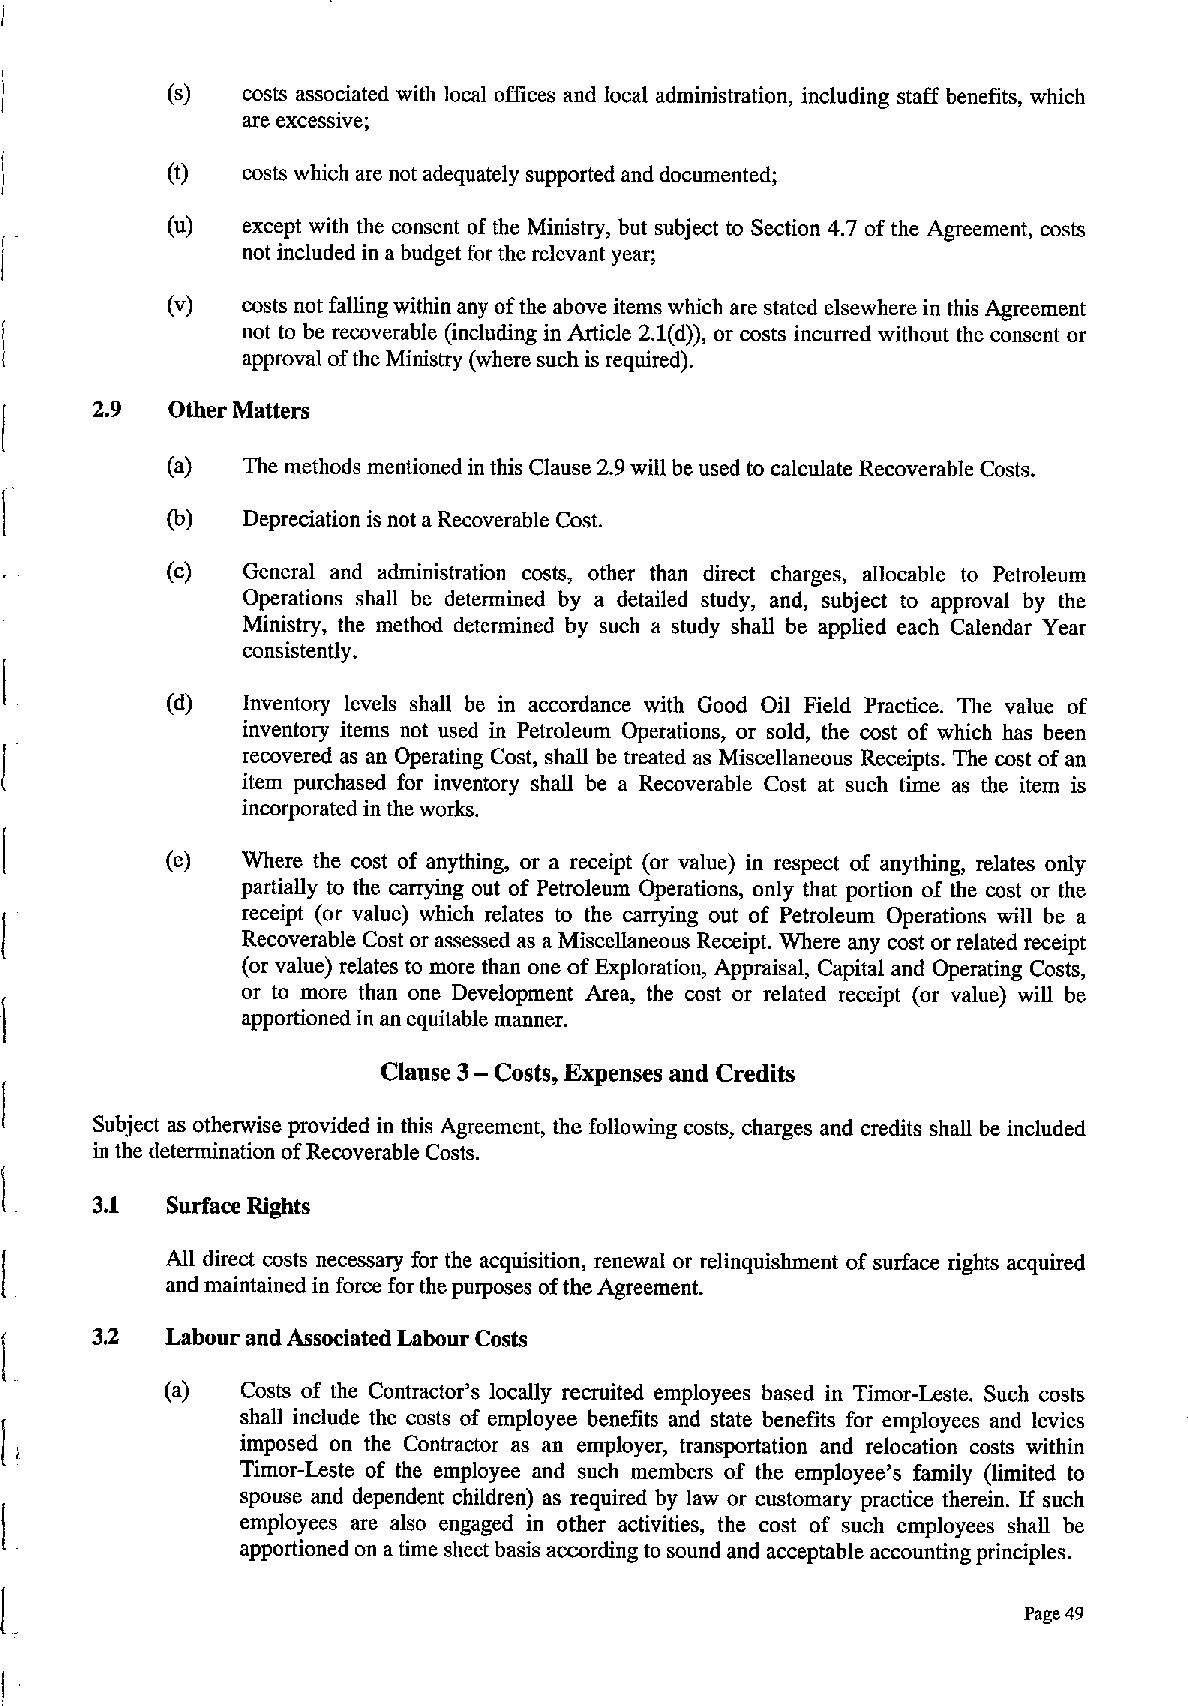 (s) costs associated with local offices and local administration, including staff benefits, which
are excessive;
(t) costs which are not adequately supported and documented;
(u) except with the consent of the Ministry, but subject to Section 4.7 of the Agreement, costs
not included in a budget for the relevant year;
(v) costs not falling within any of the above items which are stated elsewhere in this Agreement
not to be recoverable (including in Article 2.1(d)), or costs incurred without the consent or
approval of the Ministry (where such is required).
2.9 Other Matters
(a) The methods mentioned in this Clause 2.9 will be used to calculate Recoverable Costs.
(b) Depreciation is not a Recoverable Cost.
(c) General and administration costs, other than direct charges, allocable to Petroleum
Operations shall be determined by a detailed study, and, subject to approval by the
Ministry, the method determined by such a study shall be applied each Calendar Year
consistently.
(d) Inventory levels shall be in accordance with Good Oil Field Practice. The value of
inventory items not used in Petroleum Operations, or sold, the cost of which has been
recovered as an Operating Cost, shall be treated as Miscellaneous Receipts. The cost of an
item purchased for inventory shall be a Recoverable Cost at such time as the item is
incorporated in the works.
(e) Where the cost of anything, or a receipt (or value) in respect of anything, relates only
partially to the carrying out of Petroleum Operations, only that portion of the cost or the
receipt (or value) which relates to the carrying out of Petroleum Operations will be a
Recoverable Cost or assessed as a Miscellaneous Receipt. Where any cost or related receipt
(or value) relates to more than one of Exploration, Appraisal, Capital and Operating Costs,
or to more than one Development Area, the cost or related receipt (or value) will be
apportioned in an equitable manner.
Clause 3 – Costs, Expenses and Credits
Subject as otherwise provided in this Agreement, the following costs, charges and credits shall be included
in the determination of Recoverable Costs.
3.1 Surface Rights
All direct costs necessary for the acquisition, renewal or relinquishment of surface rights acquired
and maintained in force for the purposes of the Agreement.
3.2 Labour and Associated Labour Costs
(a) Costs of the Contractor's locally recruited employees based in Timor-Leste. Such costs
shall include the costs of employee benefits and state benefits for employees and levies
imposed on the Contractor as an employer, transportation and relocation costs within
Timor-Leste of the employee and such members of the employee's family (limited to
spouse and dependent children) as required by law or customary practice therein. If such
employees are also engaged in other activities, the cost of such employees shall be
apportioned on a time sheet basis according to sound and acceptable accounting principles.
Page 49